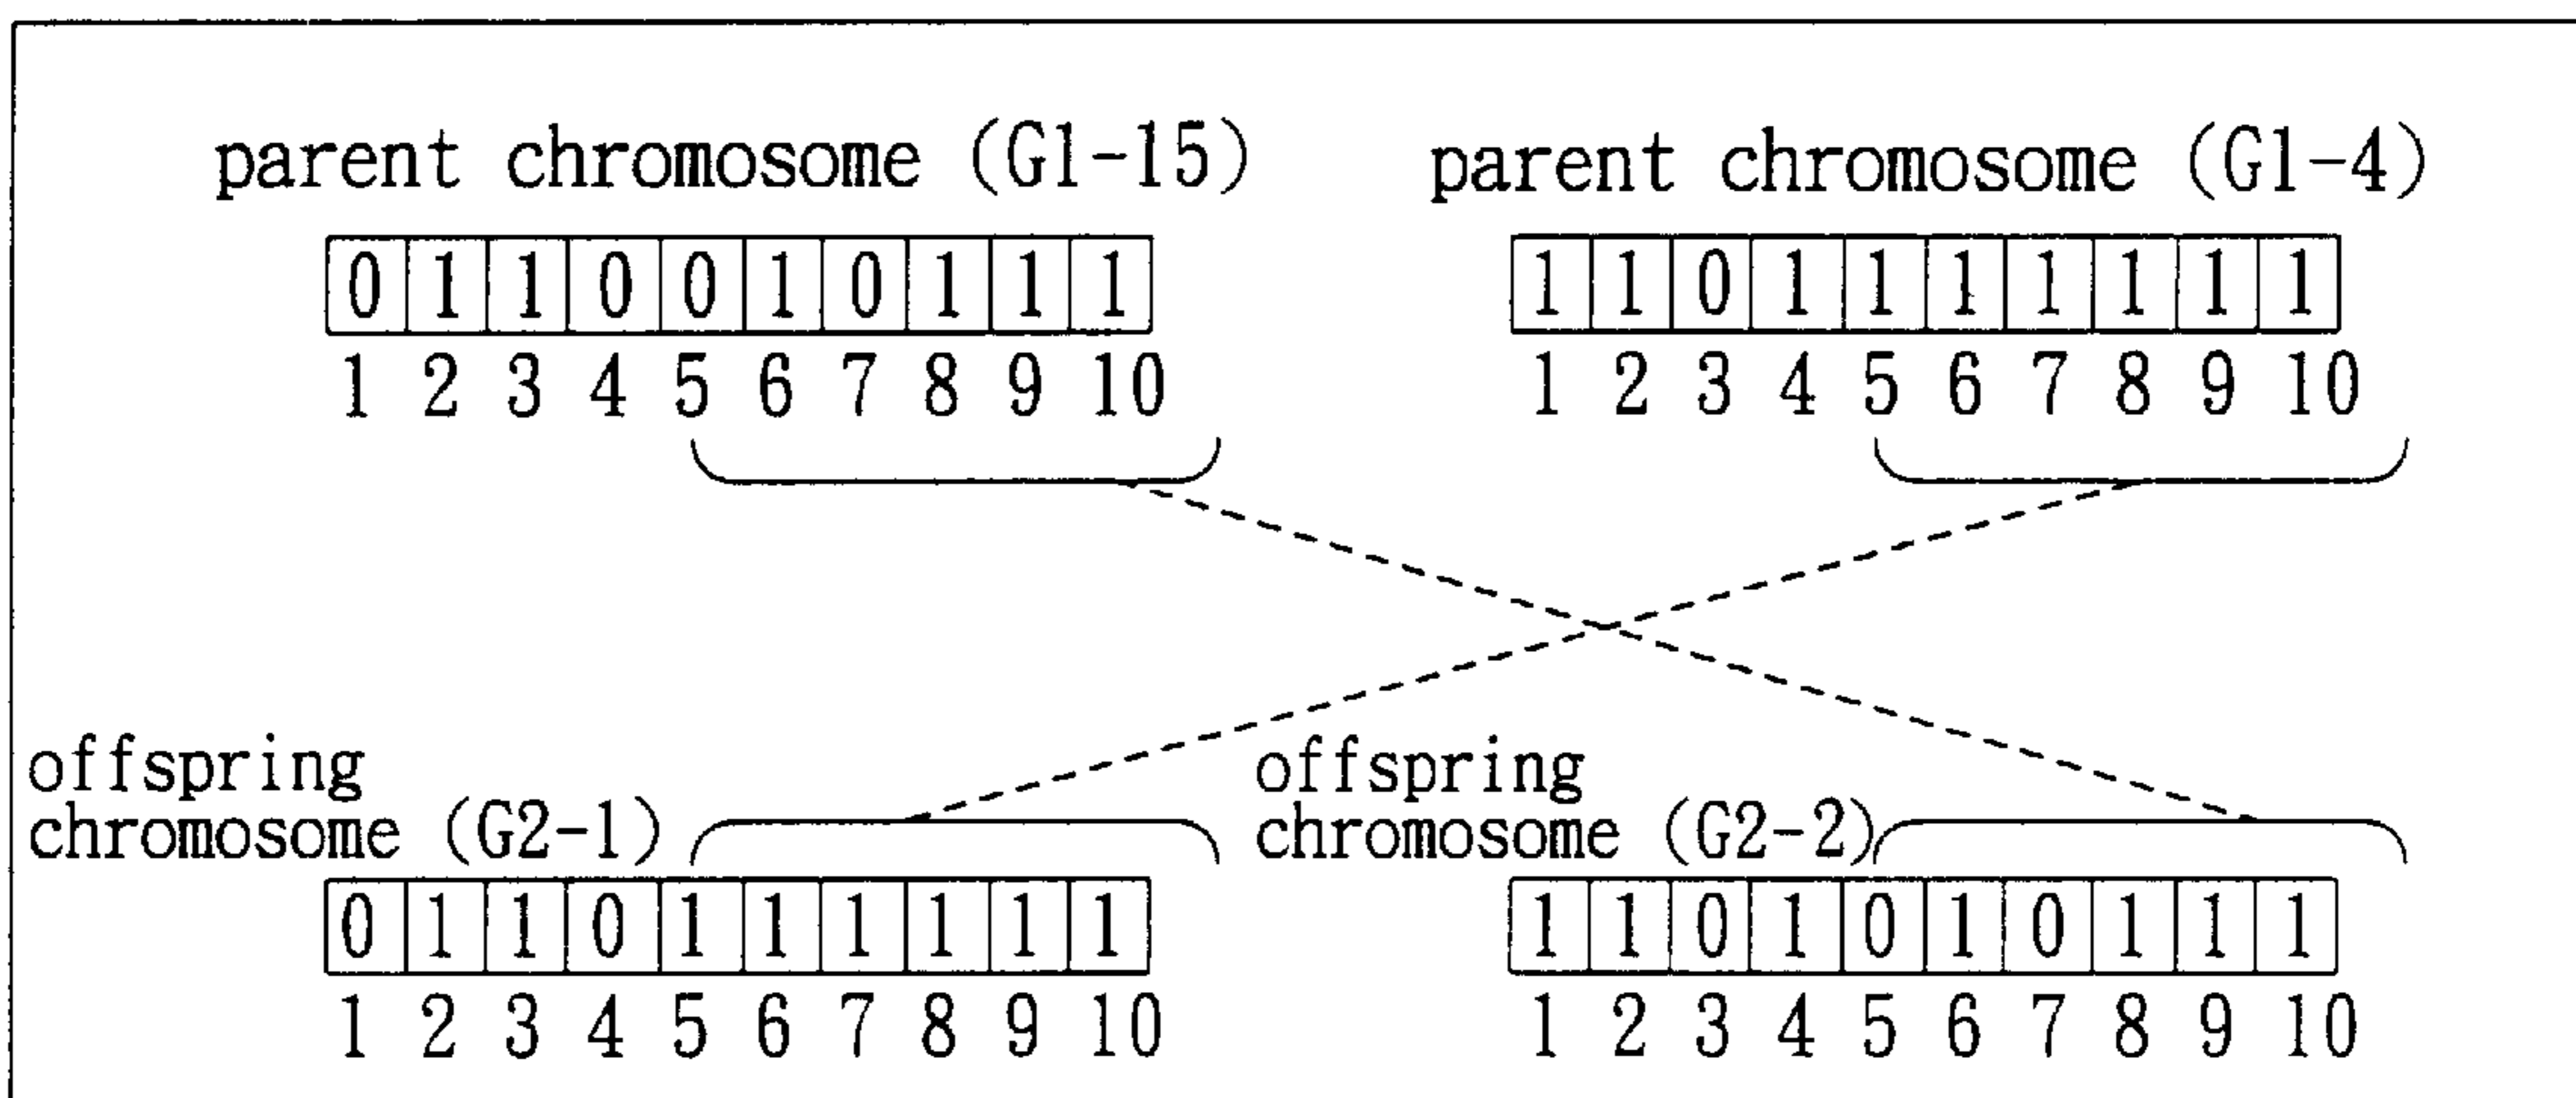 parent chromosome (G1-15)
0 1 1 0 0 1 0 1 1 1
1 2 3 4 5 6 7 8 9 10
parent chromosome (G1-4)
1 1 0 1 1 1 1 1 1 1
1 2 3 4 5 6 7 8 9 10
offspring
chromosome (G2-1)
0 1 1 0 1 1 1 1 1 1
1 2 3 4 5 6 7 8 9 10
offspring
chromosome (G2-2)
1 1 0 1 0 1 0 1 1 1
1 2 3 4 5 6 7 8 9 10